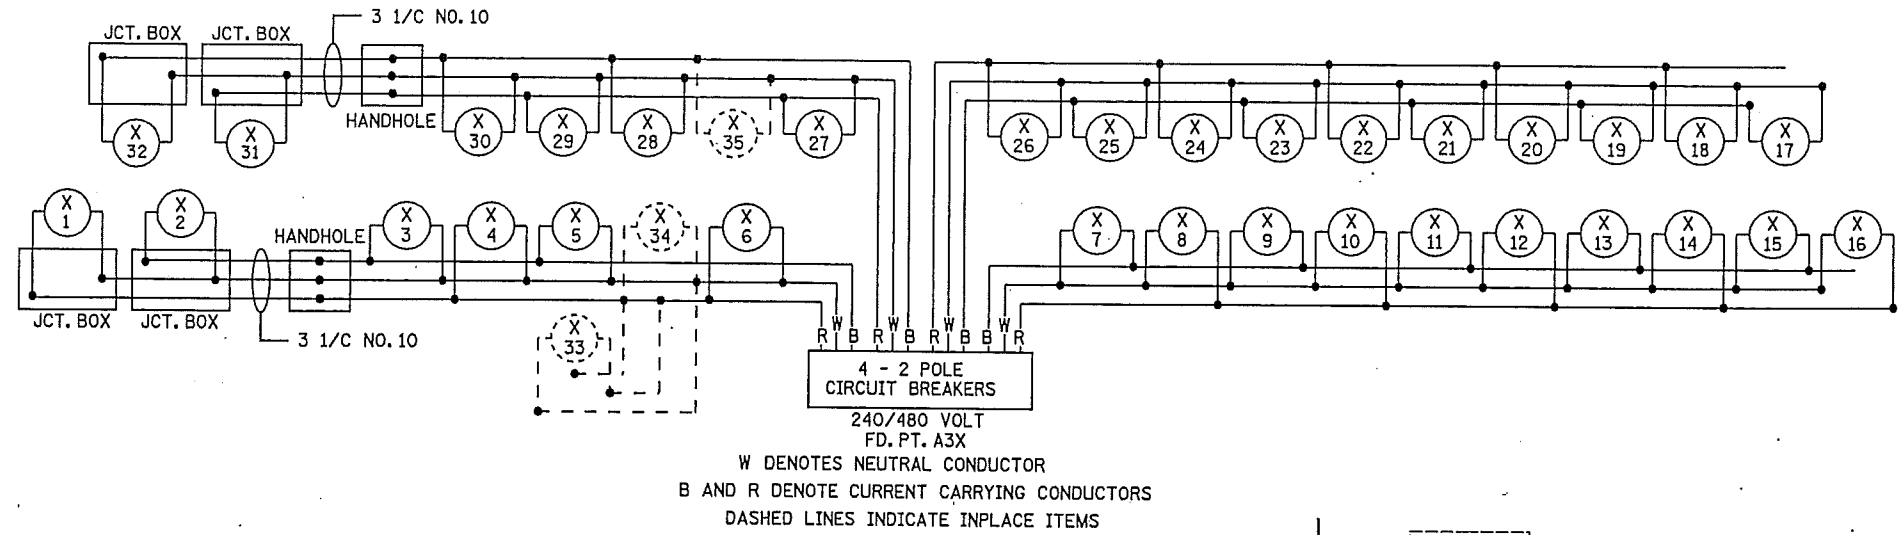 3 1/C NO.10
JCT. BOX JCT. BOX
HANDHOLE
X 32
X 31
X 30
X 29
X 28
X 35
X 27
X 26
X 25
X 24
X 23
X 22
X 21
X 20
X 19
X 18
X 17
X 1
X 2
HANDHOLE
X 3
X 4
X 5
X 34
X 6
X 7
X 8
X 9
X 10
X 11
X 12
X 13
X 14
X 15
X 16
JCT. BOX JCT. BOX
3 1/C NO.10
X 33
R W B R W B R W B B W R
4 - 2 POLE
CIRCUIT BREAKERS
240/480 VOLT
FD. PT. A3X
W DENOTES NEUTRAL CONDUCTOR
B AND R DENOTE CURRENT CARRYING CONDUCTORS
DASHED LINES INDICATE INPLACE ITEMS